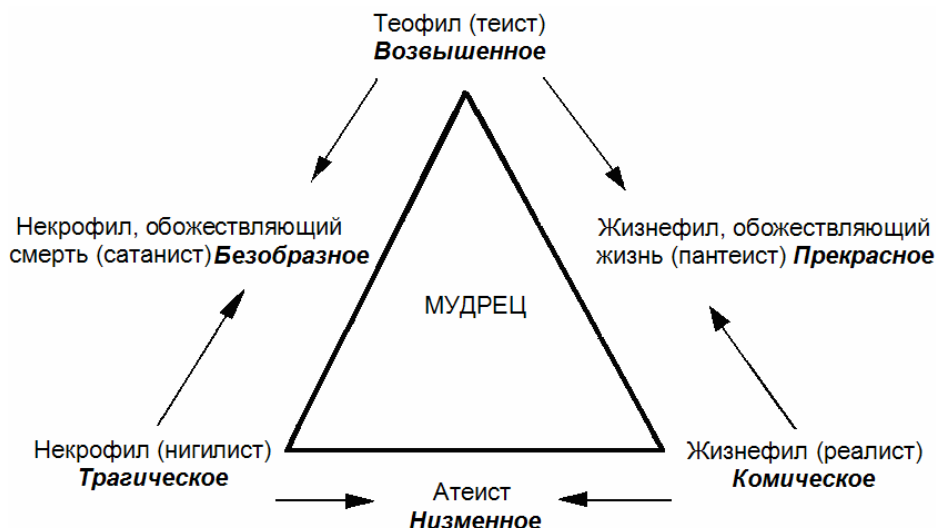 Теофил (теист)
Возвышенное
Некрофил, обожествляющий
смерть (сатанист) Безобразное
Жизнефил, обожествляющий
жизнь (пантеист) Прекрасное
МУДРЕЦ
Некрофил (нигилист)
Трагическое
Жизнефил (реалист)
Комическое
Атеист
Низменное